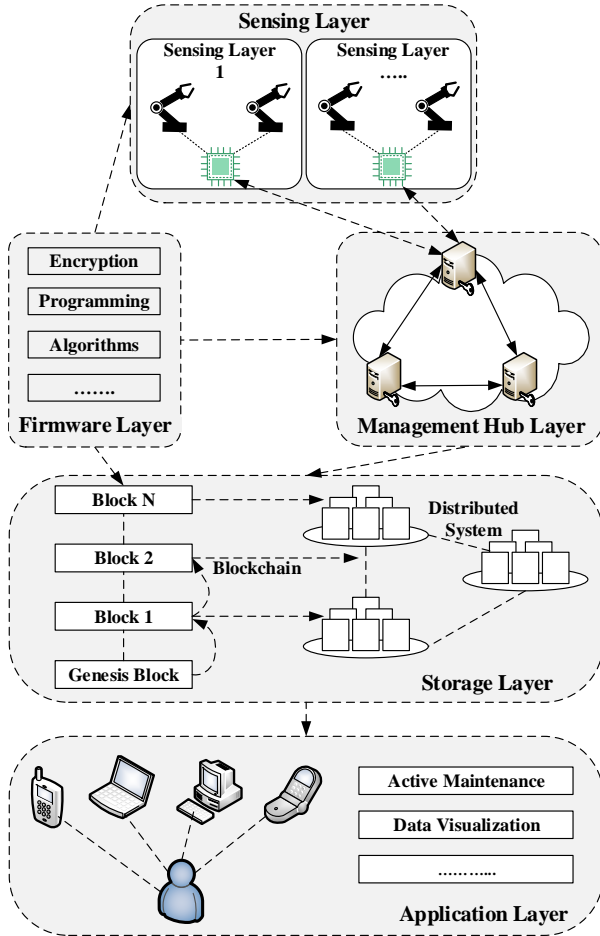 Sensing Layer
Sensing Layer
1
Sensing Layer
.....
Encryption
Programming
Algorithms
.......
Firmware Layer
Management Hub Layer
Block N
Block 2
Block 1
Genesis Block
Blockchain
Distributed
System
Storage Layer
Active Maintenance
Data Visualization
..........
Application Layer